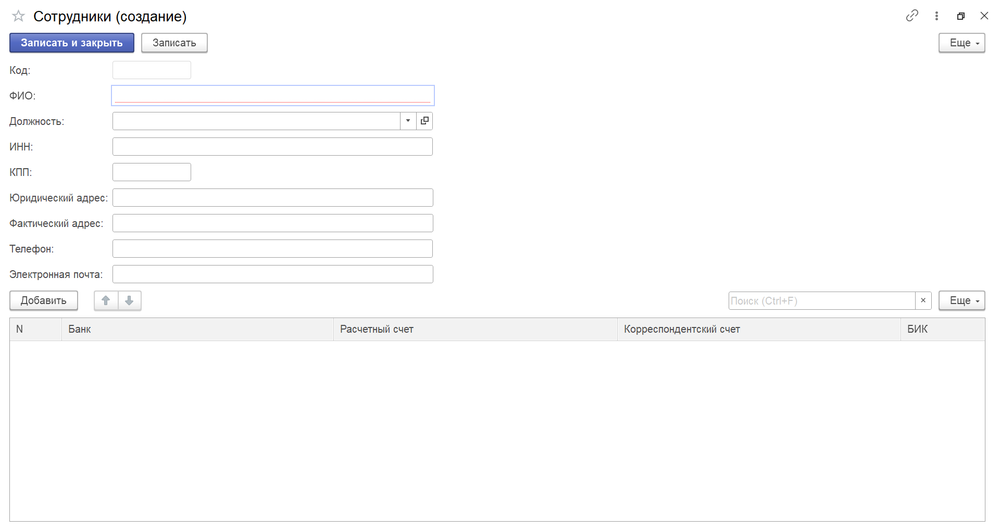 Сотрудники (создание)
Записать и закрыть Записать Еще
Код:
ФИО:
Должность:
ИНН:
КПП:
Юридический адрес:
Фактический адрес:
Телефон:
Электронная почта:
Добавить Поиск (Ctrl+F) × Еще
N Банк Расчетный счет Корреспондентский счет БИК